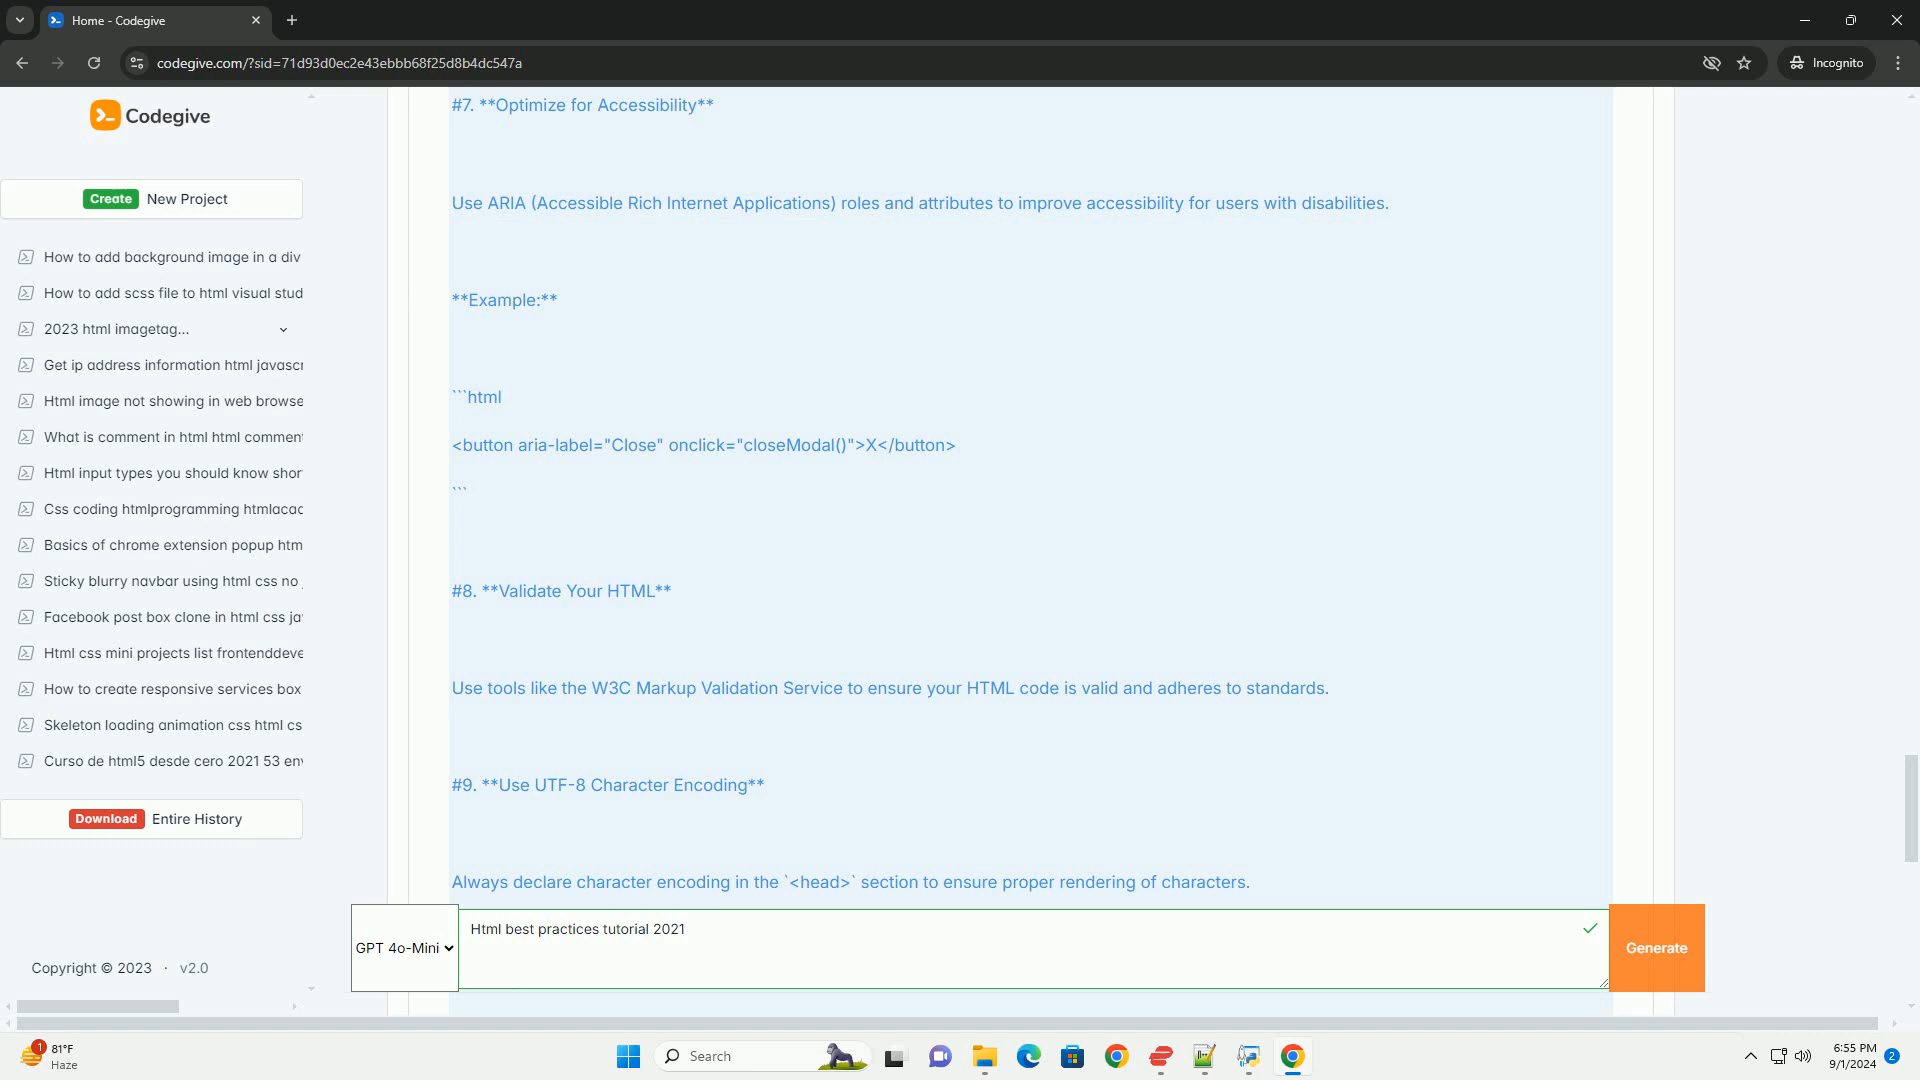 Home - Codegive
codegive.com/?sid=71d93d0ec2e43ebbb68f25d8b4dc547a
Incognito
Codegive
Create New Project
How to add background image in a div
How to add scss file to html visual stud
2023 html imagetag...
Get ip address information html javascr
Html image not showing in web browse
What is comment in html html comment
Html input types you should know shor
Css coding htmlprogramming htmlacad
Basics of chrome extension popup htm
Sticky blurry navbar using html css no
Facebook post box clone in html css ja
Html css mini projects list frontenddeve
How to create responsive services box
Skeleton loading animation css html cs
Curso de html5 desde cero 2021 53 env
Download Entire History
Copyright © 2023 · v2.0
#7. **Optimize for Accessibility**
Use ARIA (Accessible Rich Internet Applications) roles and attributes to improve accessibility for users with disabilities.
**Example:**
```html
<button aria-label="Close" onclick="closeModal()">X</button>
```
#8. **Validate Your HTML**
Use tools like the W3C Markup Validation Service to ensure your HTML code is valid and adheres to standards.
#9. **Use UTF-8 Character Encoding**
Always declare character encoding in the `<head>` section to ensure proper rendering of characters.
GPT 4o-Mini
Html best practices tutorial 2021
Generate
1
81°F
Haze
Search
6:55 PM
9/1/2024
2